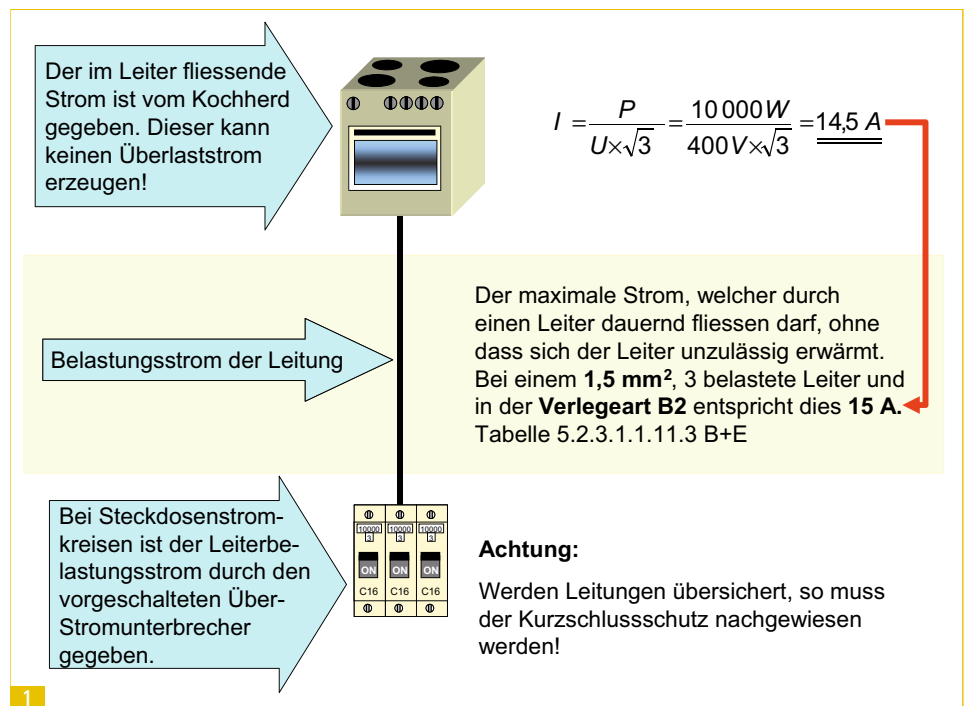 Der im Leiter fliessende
Strom ist vom Kochherd
gegeben. Dieser kann
keinen Überlaststrom
erzeugen!
I = P / U×√3 = 10 000 W / 400 V×√3 = 14,5 A
Belastungsstrom der Leitung
Der maximale Strom, welcher durch
einen Leiter dauernd fliessen darf, ohne
dass sich der Leiter unzulässig erwärmt.
Bei einem 1,5 mm², 3 belastete Leiter und
in der Verlegeart B2 entspricht dies 15 A.
Tabelle 5.2.3.1.1.11.3 B+E
Bei Steckdosenstrom-
kreisen ist der Leiterbe-
lastungsstrom durch den
vorgeschalteten Über-
Stromunterbrecher
gegeben.
10000 10000 10000
3 3 3
ON ON ON
C16 C16 C16
Achtung:
Werden Leitungen übersichert, so muss
der Kurzschlussschutz nachgewiesen
werden!
1